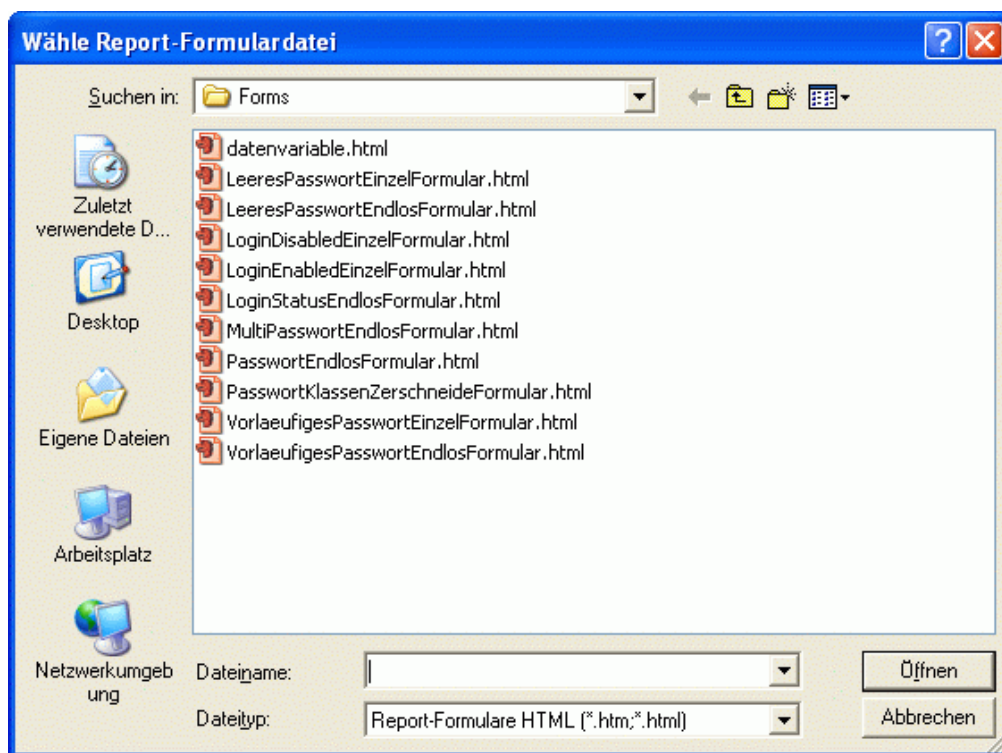 Wähle Report-Formulardatei
Suchen in:
Forms
Zuletzt
verwendete D...
Desktop
Eigene Dateien
Arbeitsplatz
Netzwerkumgeb
ung
datenvariable.html
LeeresPasswortEinzelFormular.html
LeeresPasswortEndlosFormular.html
LoginDisabledEinzelFormular.html
LoginEnabledEinzelFormular.html
LoginStatusEndlosFormular.html
MultiPasswortEndlosFormular.html
PasswortEndlosFormular.html
PasswortKlassenZerschneideFormular.html
VorlaeufigesPasswortEinzelFormular.html
VorlaeufigesPasswortEndlosFormular.html
Dateiname:
Öffnen
Dateityp:
Report-Formulare HTML (*.htm;*.html)
Abbrechen